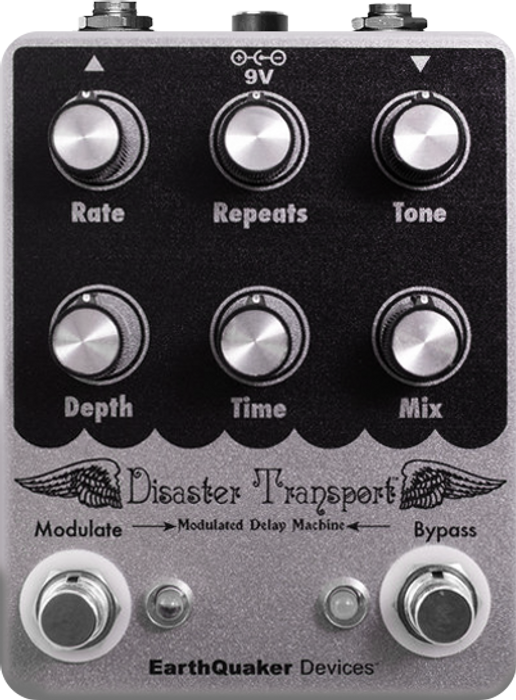 9V
Rate Repeats Tone
Depth Time Mix
Disaster Transport
Modulate Modulated Delay Machine Bypass
EarthQuaker Devices